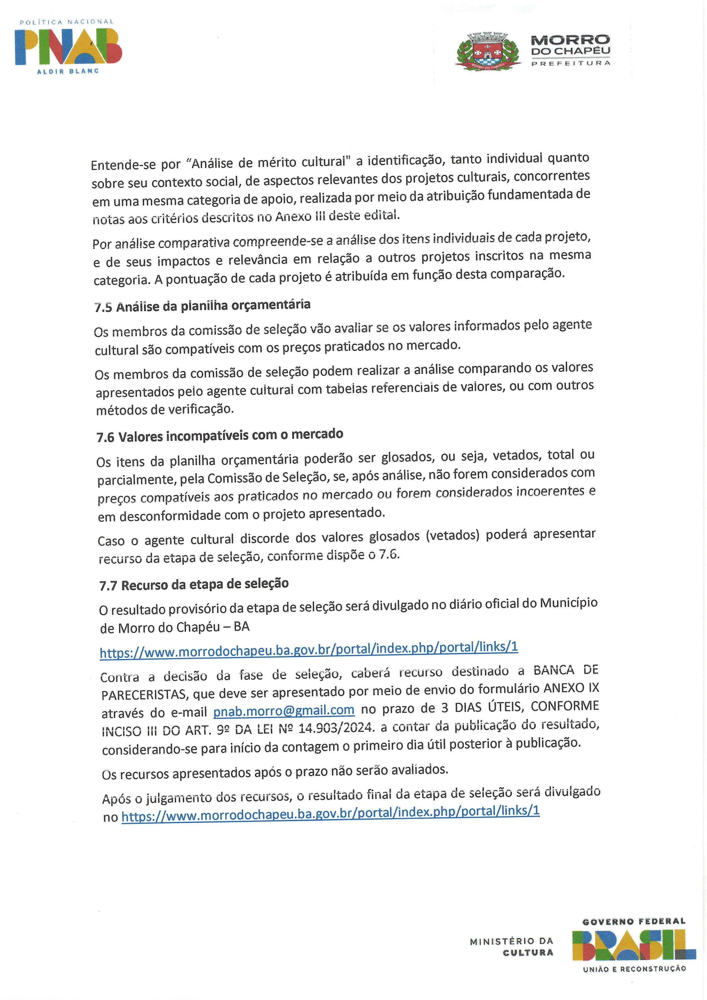 POLÍTICA NACIONAL
PNAB
ALDIR BLANC
MORRO
DO CHAPÉU
PREFEITURA
MORRO DO CHAPÉU
Entende-se por “Análise de mérito cultural" a identificação, tanto individual quanto
sobre seu contexto social, de aspectos relevantes dos projetos culturais, concorrentes
em uma mesma categoria de apoio, realizada por meio da atribuição fundamentada de
notas aos critérios descritos no Anexo III deste edital.
Por análise comparativa compreende-se a análise dos itens individuais de cada projeto,
e de seus impactos e relevância em relação a outros projetos inscritos na mesma
categoria. A pontuação de cada projeto é atribuída em função desta comparação.
7.5 Análise da planilha orçamentária
Os membros da comissão de seleção vão avaliar se os valores informados pelo agente
cultural são compatíveis com os preços praticados no mercado.
Os membros da comissão de seleção podem realizar a análise comparando os valores
apresentados pelo agente cultural com tabelas referenciais de valores, ou com outros
métodos de verificação.
7.6 Valores incompatíveis com o mercado
Os itens da planilha orçamentária poderão ser glosados, ou seja, vetados, total ou
parcialmente, pela Comissão de Seleção, se, após análise, não forem considerados com
preços compatíveis aos praticados no mercado ou forem considerados incoerentes e
em desconformidade com o projeto apresentado.
Caso o agente cultural discorde dos valores glosados (vetados) poderá apresentar
recurso da etapa de seleção, conforme dispõe o 7.6.
7.7 Recurso da etapa de seleção
O resultado provisório da etapa de seleção será divulgado no diário oficial do Município
de Morro do Chapéu – BA
https://www.morrodochapeu.ba.gov.br/portal/index.php/portal/links/1
Contra a decisão da fase de seleção, caberá recurso destinado a BANCA DE
PARECERISTAS, que deve ser apresentado por meio de envio do formulário ANEXO IX
através do e-mail pnab.morro@gmail.com no prazo de 3 DIAS ÚTEIS, CONFORME
INCISO III DO ART. 9º DA LEI Nº 14.903/2024. a contar da publicação do resultado,
considerando-se para início da contagem o primeiro dia útil posterior à publicação.
Os recursos apresentados após o prazo não serão avaliados.
Após o julgamento dos recursos, o resultado final da etapa de seleção será divulgado
no https://www.morrodochapeu.ba.gov.br/portal/index.php/portal/links/1
MINISTÉRIO DA
CULTURA
GOVERNO FEDERAL
BRASIL
UNIÃO E RECONSTRUÇÃO